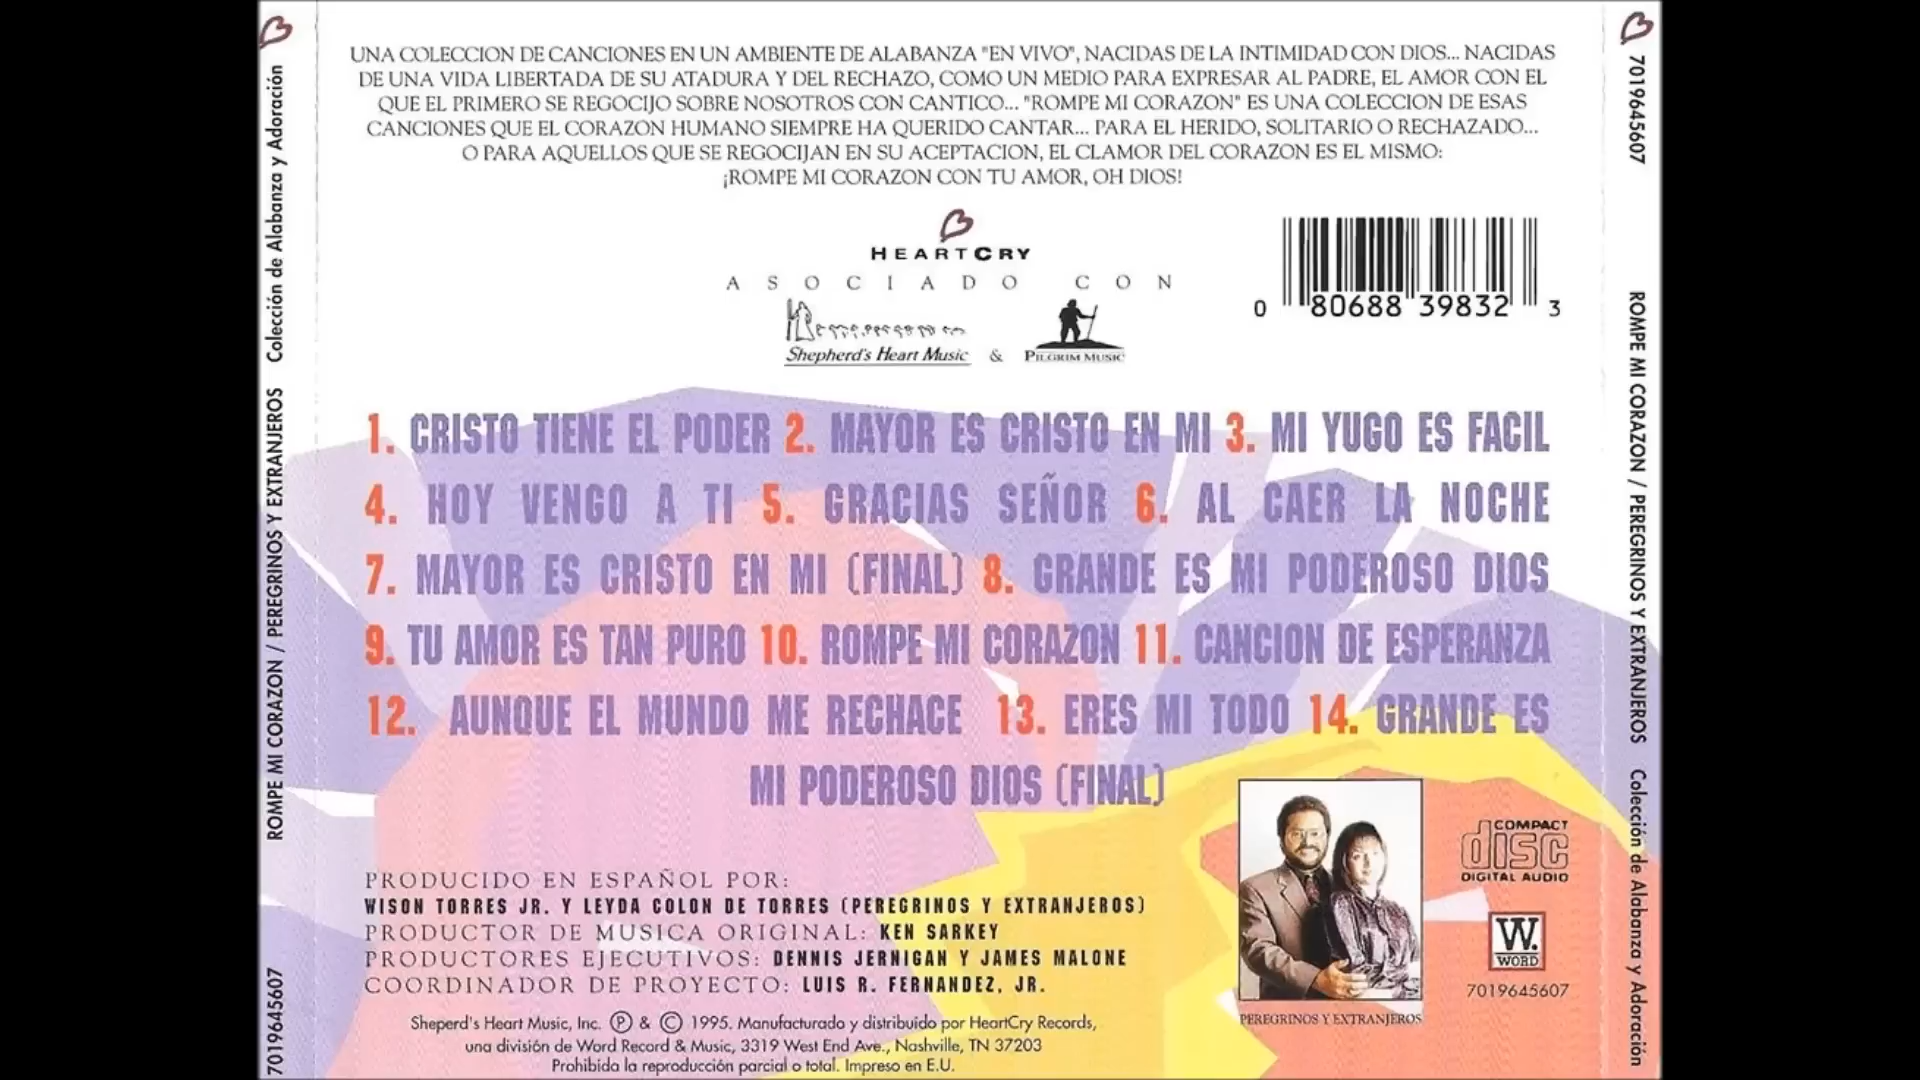 UNA COLECCION DE CANCIONES EN UN AMBIENTE DE ALABANZA "EN VIVO", NACIDAS DE LA INTIMIDAD CON DIOS... NACIDAS
DE UNA VIDA LIBERTADA DE SU ATADURA Y DEL RECHAZO, COMO UN MEDIO PARA EXPRESAR AL PADRE, EL AMOR CON EL
QUE EL PRIMERO SE REGOCIJO SOBRE NOSOTROS CON CANTICO... "ROMPE MI CORAZON" ES UNA COLECCION DE ESAS
CANCIONES QUE EL CORAZON HUMANO SIEMPRE HA QUERIDO CANTAR... PARA EL HERIDO, SOLITARIO O RECHAZADO...
O PARA AQUELLOS QUE SE REGOCIJAN EN SU ACEPTACION, EL CLAMOR DEL CORAZON ES EL MISMO:
¡ROMPE MI CORAZON CON TU AMOR, OH DIOS!
HEARTCRY
ASOCIADO CON
Shepherd's Heart Music & PILGRIM MUSIC
0 80688 39832 3
1. CRISTO TIENE EL PODER 2. MAYOR ES CRISTO EN MI 3. MI YUGO ES FACIL
4. HOY VENGO A TI 5. GRACIAS SEÑOR 6. AL CAER LA NOCHE
7. MAYOR ES CRISTO EN MI (FINAL) 8. GRANDE ES MI PODEROSO DIOS
9. TU AMOR ES TAN PURO 10. ROMPE MI CORAZON 11. CANCION DE ESPERANZA
12. AUNQUE EL MUNDO ME RECHACE 13. ERES MI TODO 14. GRANDE ES
MI PODEROSO DIOS (FINAL)
PRODUCIDO EN ESPAÑOL POR:
WISON TORRES JR. Y LEYDA COLON DE TORRES (PEREGRINOS Y EXTRANJEROS)
PRODUCTOR DE MUSICA ORIGINAL: KEN SARKEY
PRODUCTORES EJECUTIVOS: DENNIS JERNIGAN Y JAMES MALONE
COORDINADOR DE PROYECTO: LUIS R. FERNANDEZ, JR.
Sheperd's Heart Music, Inc. Ⓟ & © 1995. Manufacturado y distribuido por HeartCry Records,
una división de Word Record & Music, 3319 West End Ave., Nashville, TN 37203
Prohibida la reproducción parcial o total. Impreso en E.U.
PEREGRINOS Y EXTRANJEROS
COMPACT
disc
DIGITAL AUDIO
W.
WORD
7019645607
7019645607 ROMPE MI CORAZON / PEREGRINOS Y EXTRANJEROS Colección de Alabanza y Adoración
7019645607 ROMPE MI CORAZON / PEREGRINOS Y EXTRANJEROS Colección de Alabanza y Adoración